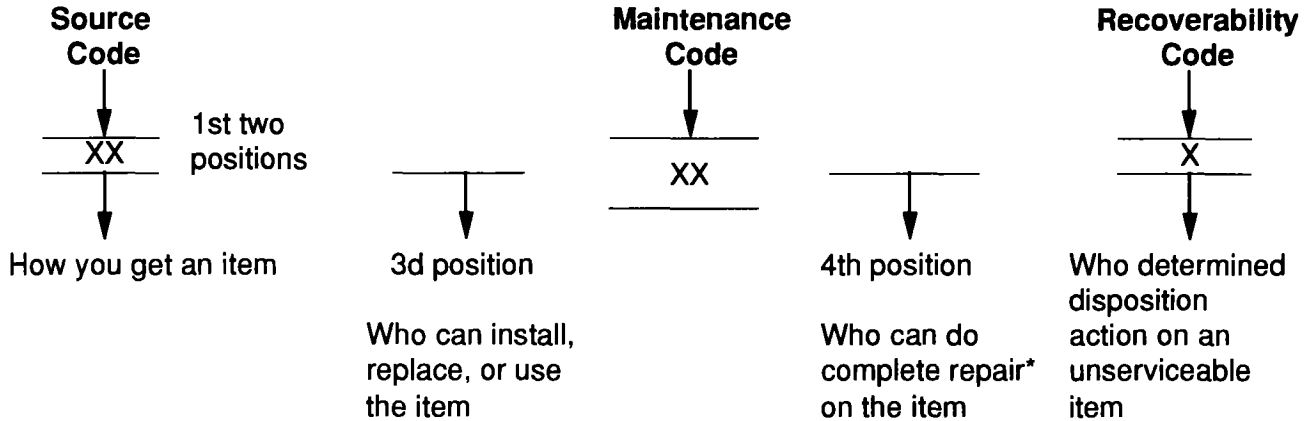 Source
Code
Maintenance
Code
Recoverability
Code
XX
1st two
positions
XX
X
How you get an item
3d position
Who can install,
replace, or use
the item
4th position
Who can do
complete repair*
on the item
Who determined
disposition
action on an
unserviceable
item